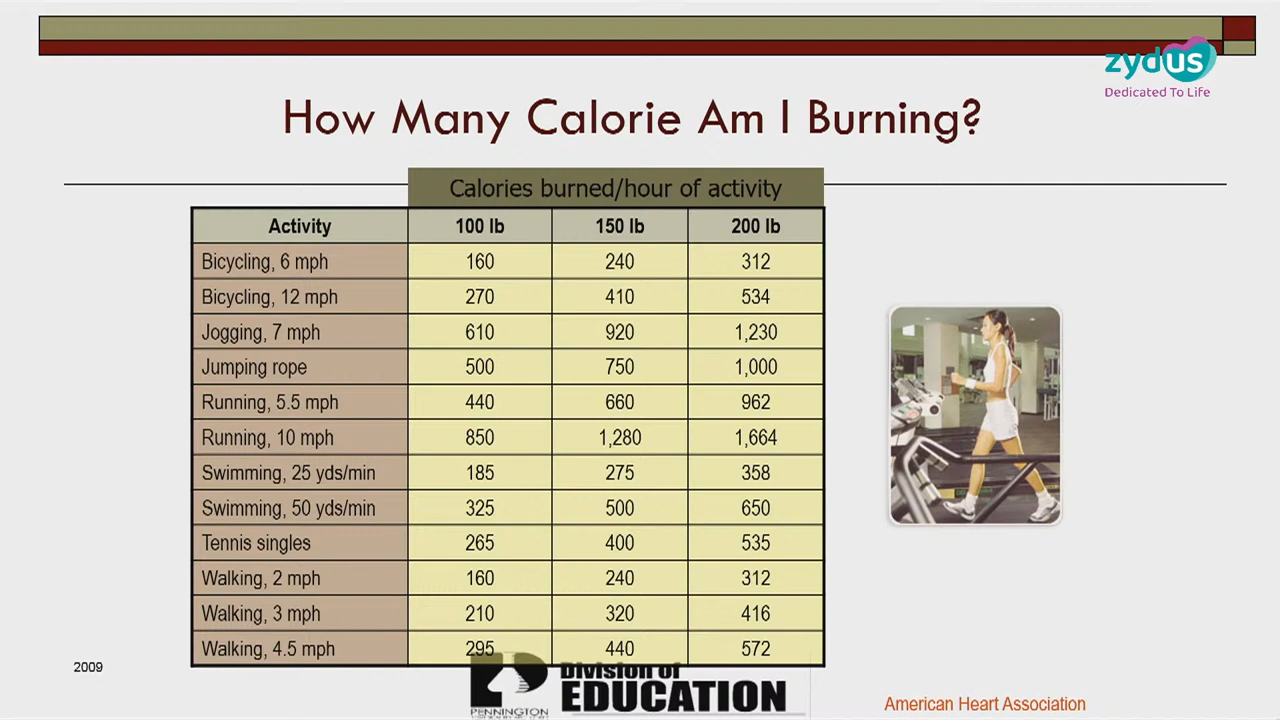 zydus
Dedicated To Life
How Many Calorie Am I Burning?
Calories burned/hour of activity
Activity 100 lb 150 lb 200 lb
Bicycling, 6 mph 160 240 312
Bicycling, 12 mph 270 410 534
Jogging, 7 mph 610 920 1,230
Jumping rope 500 750 1,000
Running, 5.5 mph 440 660 962
Running, 10 mph 850 1,280 1,664
Swimming, 25 yds/min 185 275 358
Swimming, 50 yds/min 325 500 650
Tennis singles 265 400 535
Walking, 2 mph 160 240 312
Walking, 3 mph 210 320 416
Walking, 4.5 mph 295 440 572
2009
Division of
EDUCATION
PENNINGTON
American Heart Association